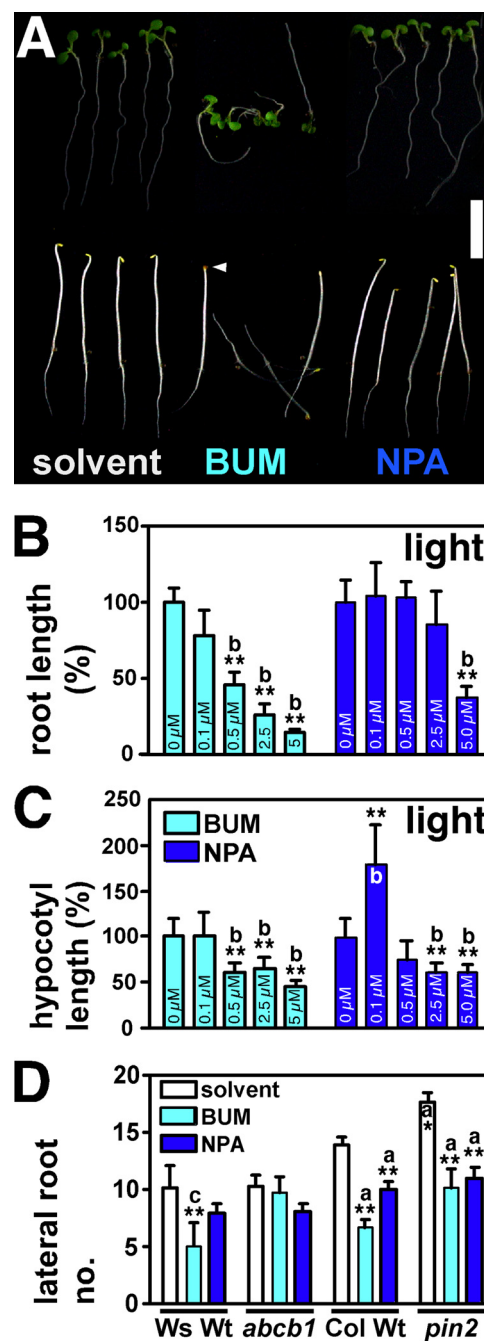 A
solvent BUM NPA
B
light
root length (%)
150
100
50
0
b
**
b
**
b
**
b
**
0 µM
0.1 µM
0.5 µM
2.5
5
0 µM
0.1 µM
0.5 µM
2.5 µM
5.0 µM
C
light
BUM
NPA
hypocotyl length (%)
250
200
150
100
50
0
b
**
b
**
b
**
**
b
b
**
b
**
0 µM
0.1 µM
0.5 µM
2.5 µM
5 µM
0 µM
0.1 µM
0.5 µM
2.5 µM
5.0 µM
D
solvent
BUM
NPA
lateral root no.
20
15
10
5
0
c
**
a
**
a
**
a
*
a
**
a
**
Ws Wt abcb1 Col Wt pin2